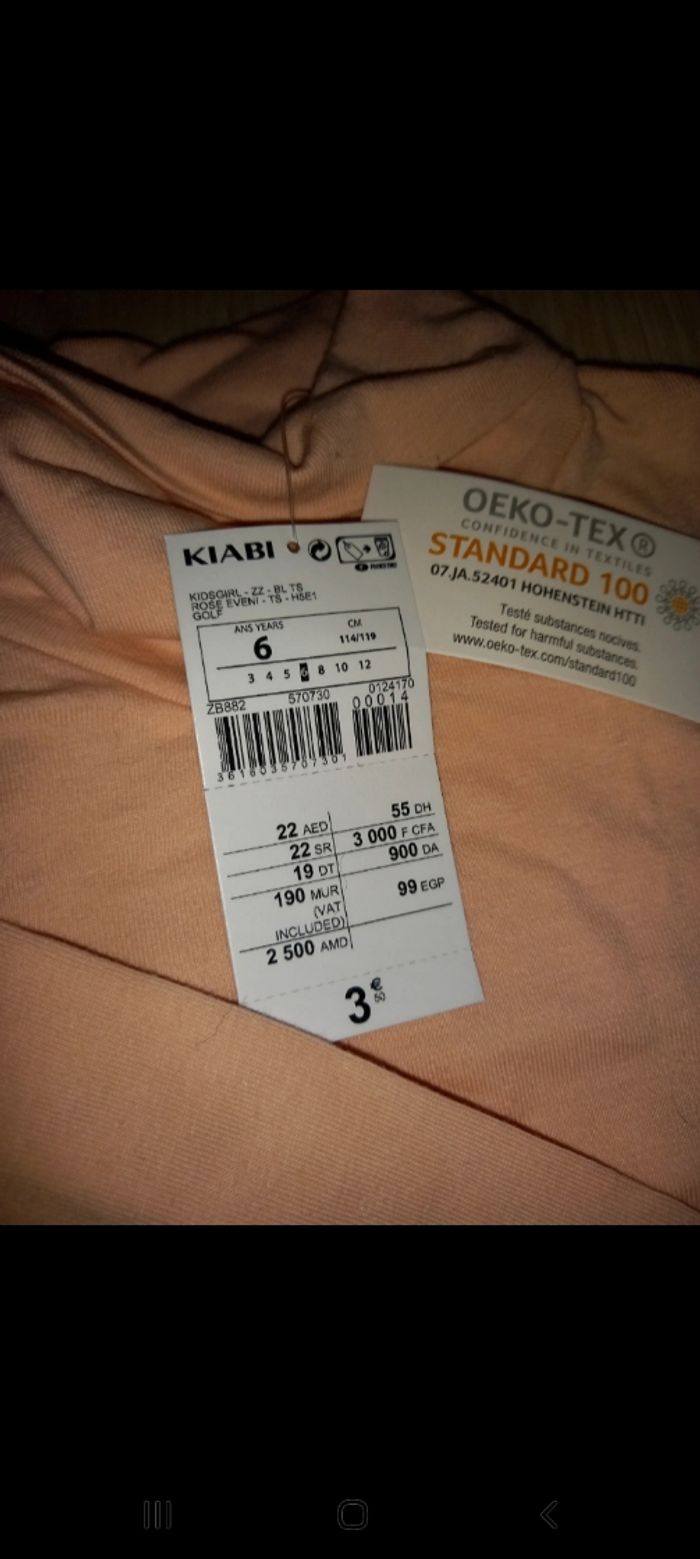 OEKO-TEX®
CONFIDENCE IN TEXTILES
STANDARD 100
07.JA.52401 HOHENSTEIN HTTI
Testé substances nocives.
Tested for harmful substances.
www.oeko-tex.com/standard100
KIABI
KIDSGIRL - ZZ - BL TS
ROSE EVENI - TS - H5E1
GOLF
ANS YEARS CM
6 114/119
3 4 5 6 8 10 12
ZB882 570730 0124170
00014
3616035707301
22 AED 55 DH
22 SR 3 000 F CFA
19 DT 900 DA
190 MUR 99 EGP
(VAT
INCLUDED)
2 500 AMD
3€50